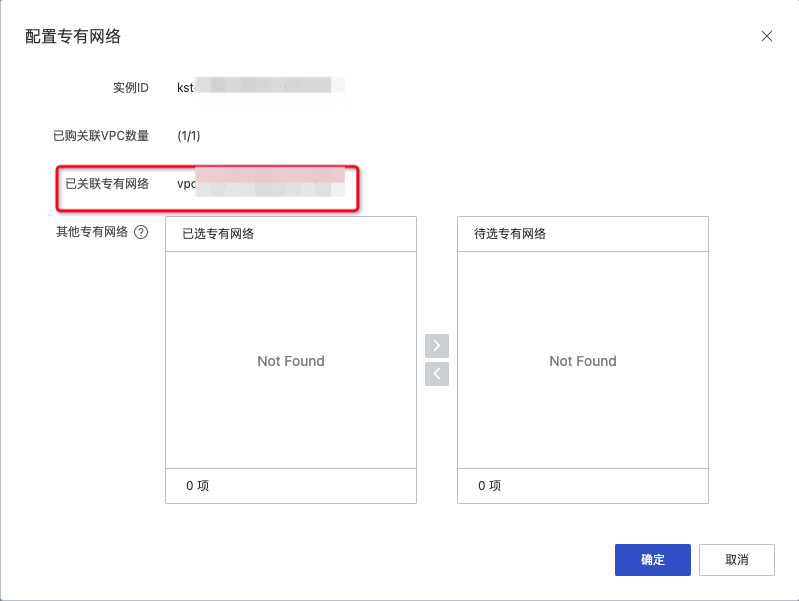 配置专有网络
实例ID kst
已购关联VPC数量 (1/1)
已关联专有网络 vpc
其他专有网络 ?
已选专有网络
待选专有网络
Not Found
Not Found
0 项
0 项
确定
取消